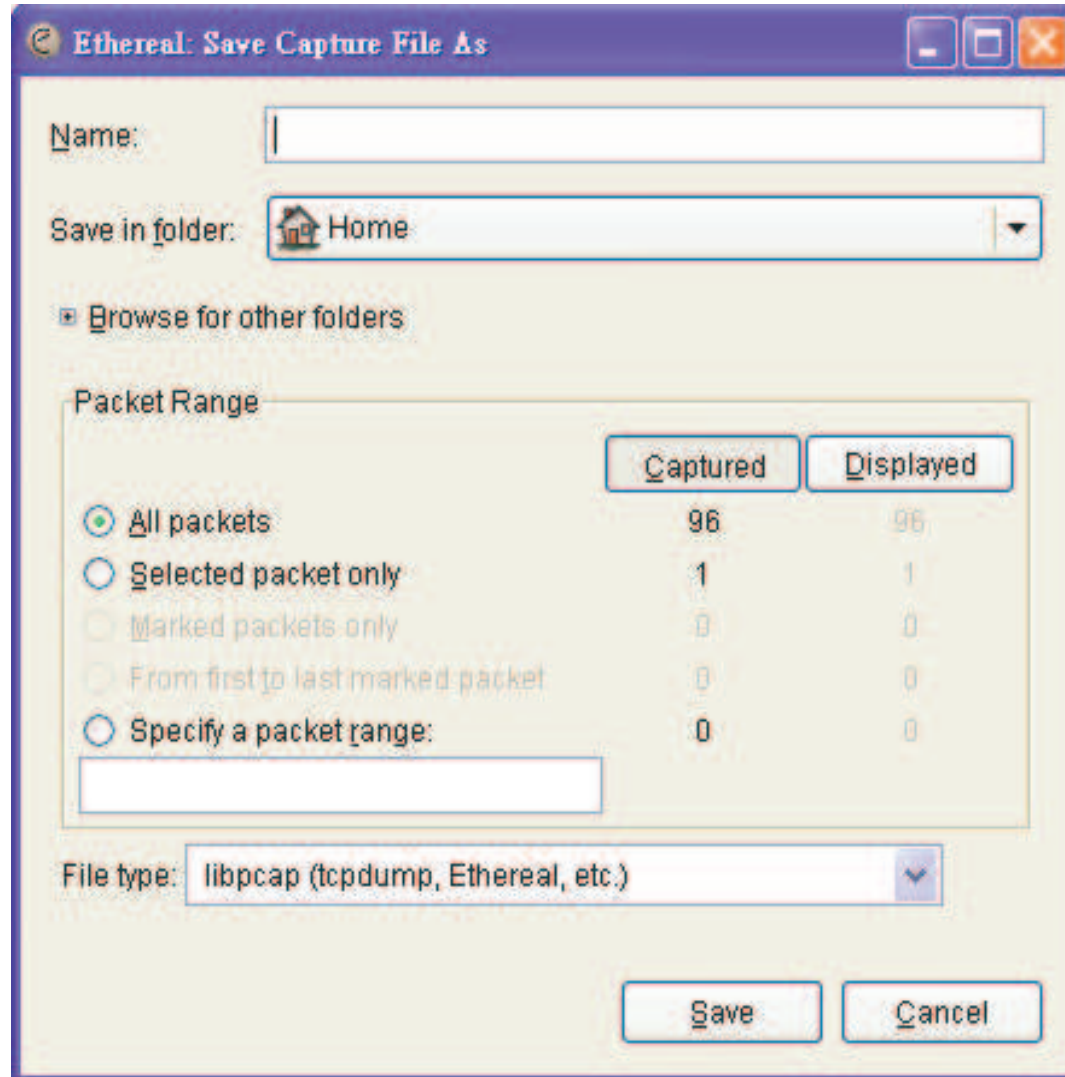 Ethereal: Save Capture File As
Name:
Save in folder: Home
Browse for other folders
Packet Range
Captured Displayed
All packets 96 96
Selected packet only 1 1
Marked packets only 0 0
From first to last marked packet 0 0
Specify a packet range: 0 0
File type: libpcap (tcpdump, Ethereal, etc.)
Save Cancel